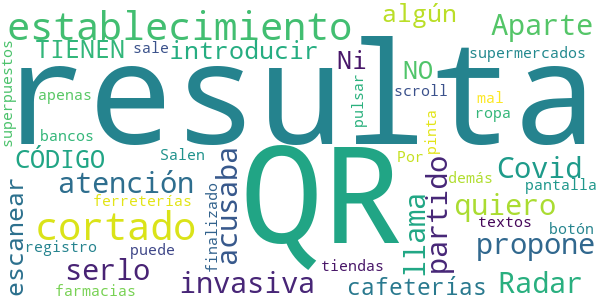 establecimiento
algún
Aparte
TIENEN
sale
introducir
Ni
NO
supermercados
superpuestos
resulta
apenas
pulsar
scroll
mal
ropa
bancos
pinta
CÓDIGO
Salen
QR
Por
demás
Covid
pantalla
atención
acusaba
partido
escanear
ferreterías
quiero
cortado
finalizado
llama
textos
botón
registro
puede
propone
serlo
tiendas
farmacias
invasiva
cafeterías
Radar